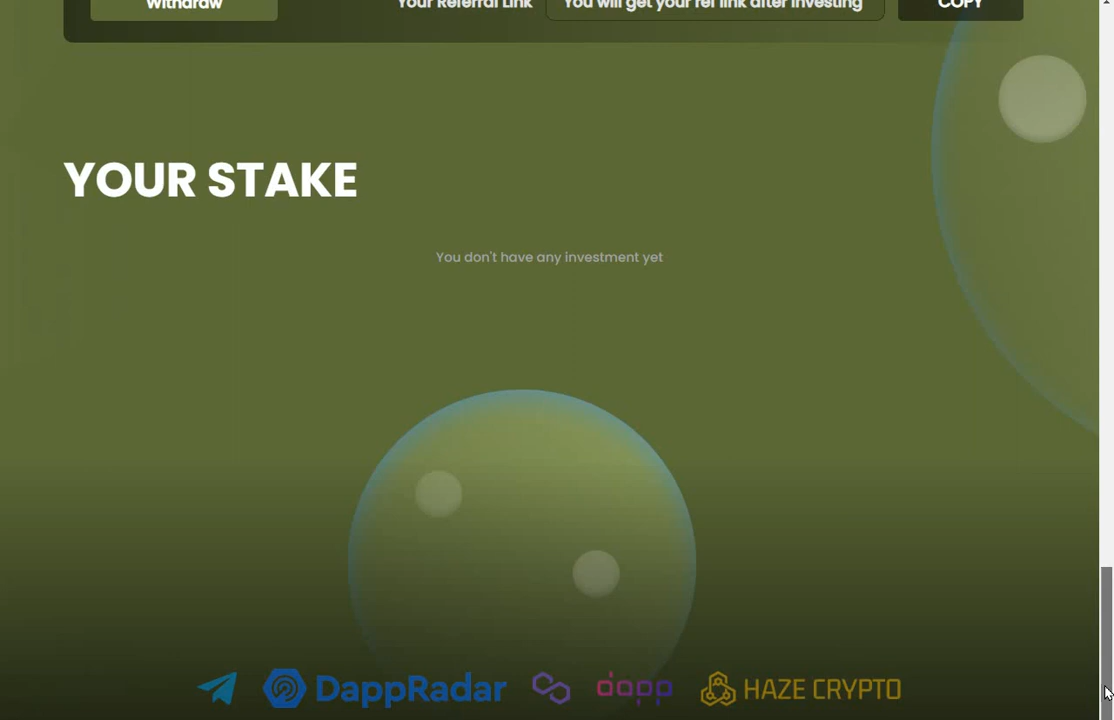 Withdraw
Your Referral Link
You will get your ref link after investing
COPY
YOUR STAKE
You don't have any investment yet
DappRadar
dapp
HAZE CRYPTO